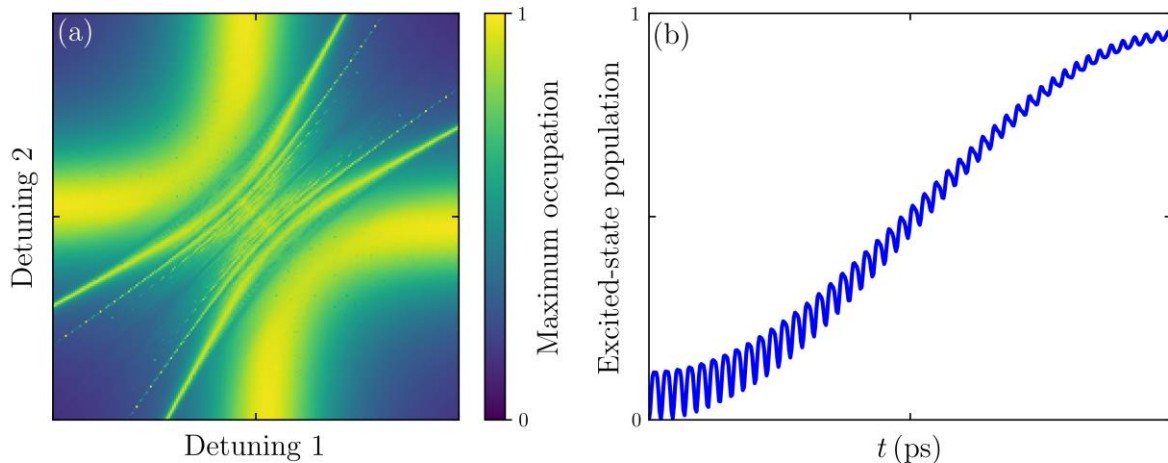 (a)
Detuning 2
Detuning 1
1
0
Maximum occupation
(b)
1
0
Excited-state population
t (ps)